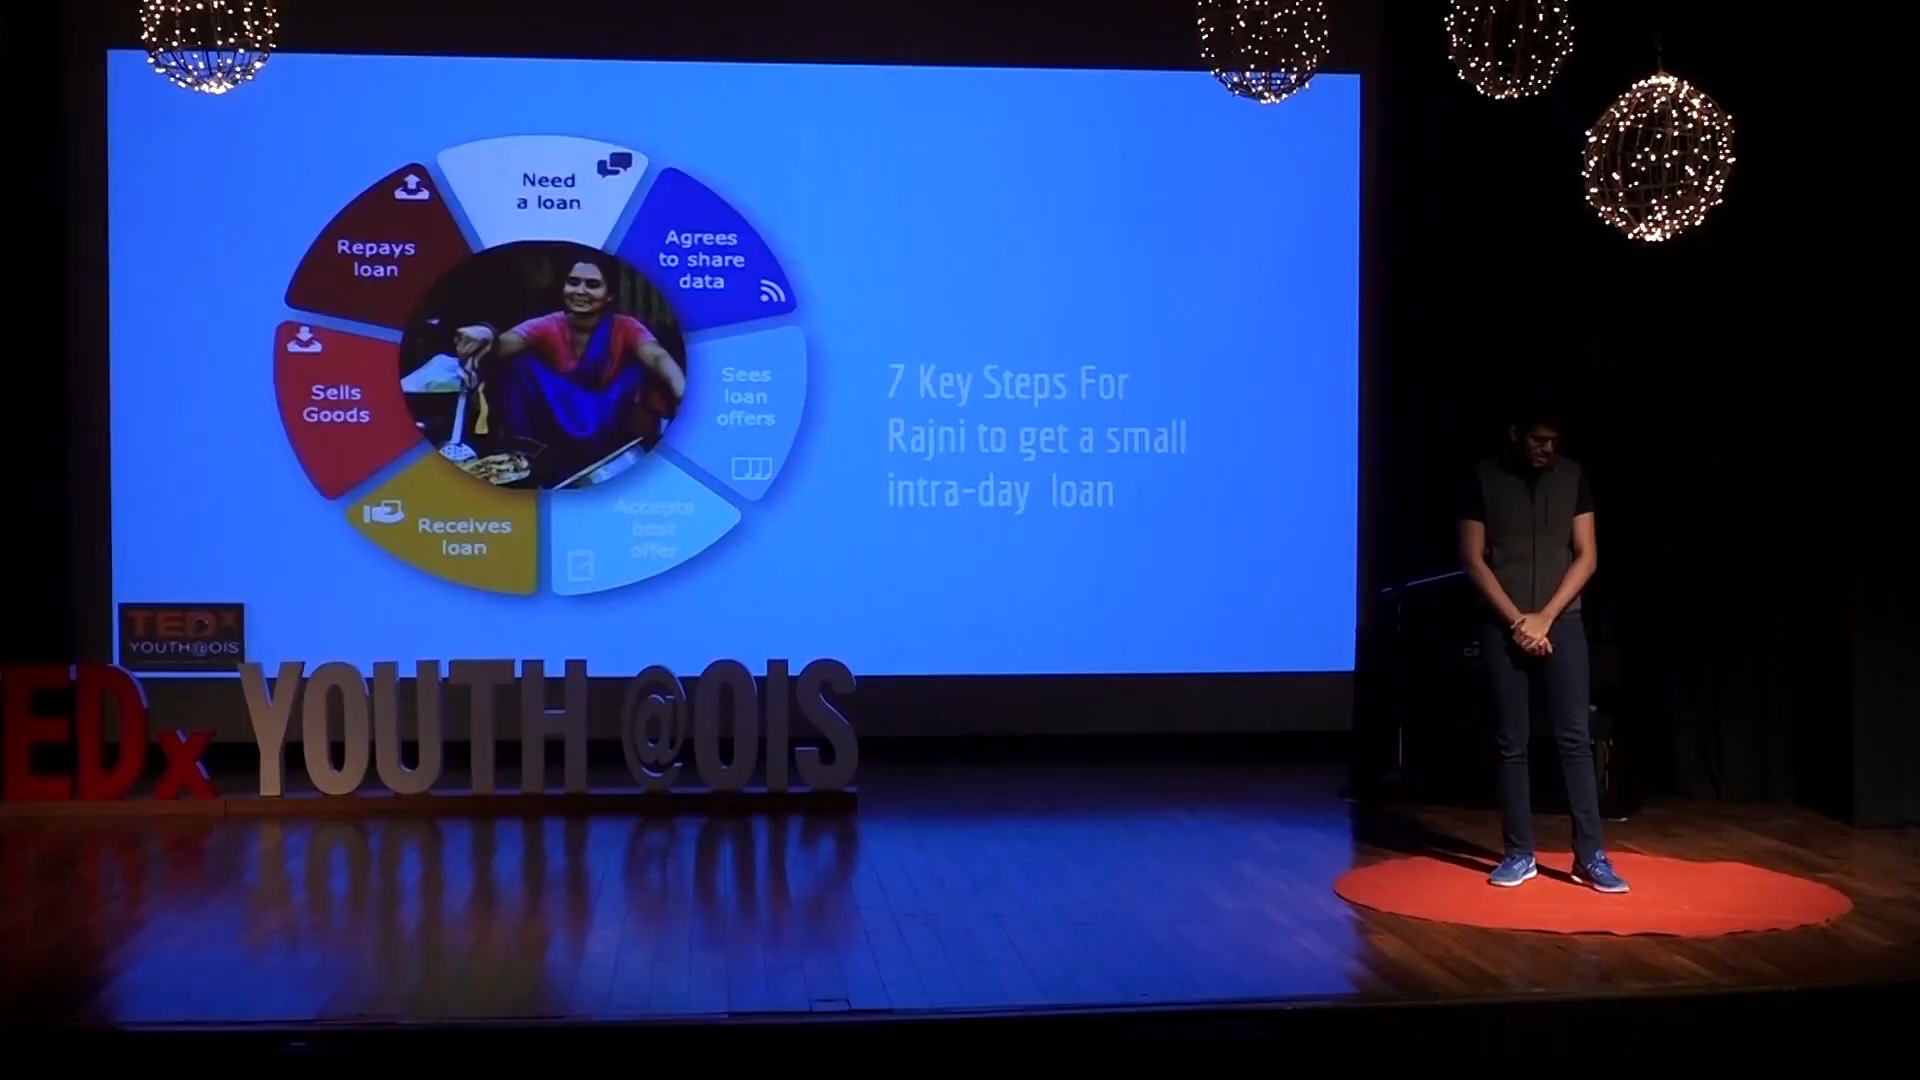 Need
a loan
Agrees
to share
data
Sees
loan
offers
Accepts
best
offer
Receives
loan
Sells
Goods
Repays
loan
7 Key Steps For
Rajni to get a small
intra-day loan
TEDx
YOUTH@OIS
EDx YOUTH @OIS